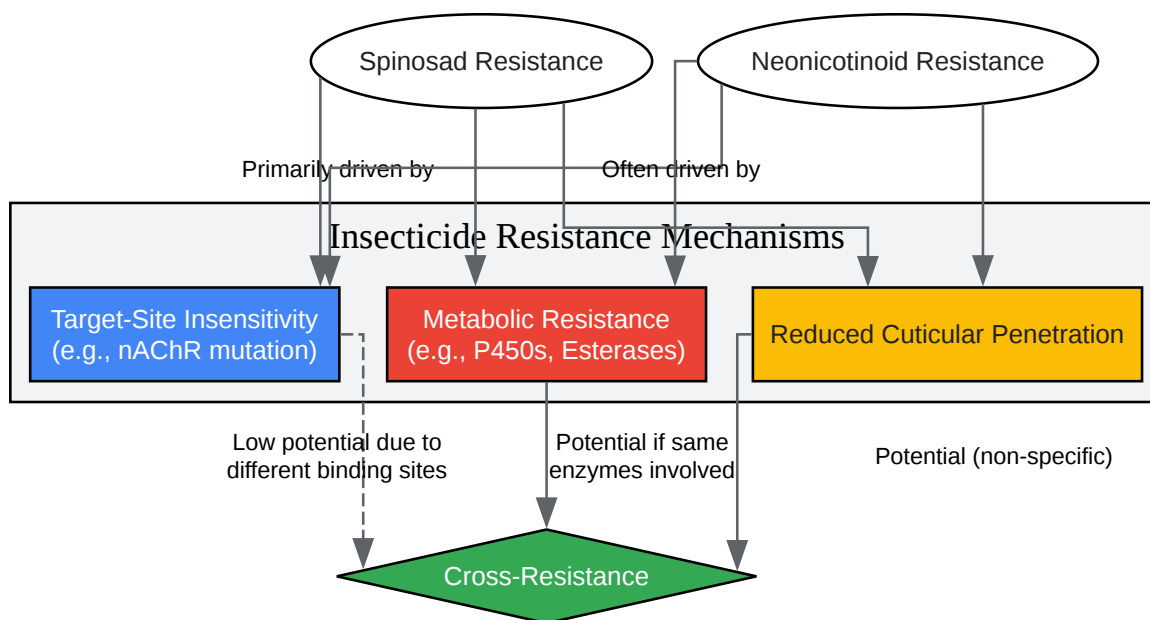 Spinosad Resistance
Neonicotinoid Resistance
Primarily driven by
Often driven by
Insecticide Resistance Mechanisms
Target-Site Insensitivity
(e.g., nAChR mutation)
Metabolic Resistance
(e.g., P450s, Esterases)
Reduced Cuticular Penetration
Low potential due to
different binding sites
Potential if same
enzymes involved
Potential (non-specific)
Cross-Resistance